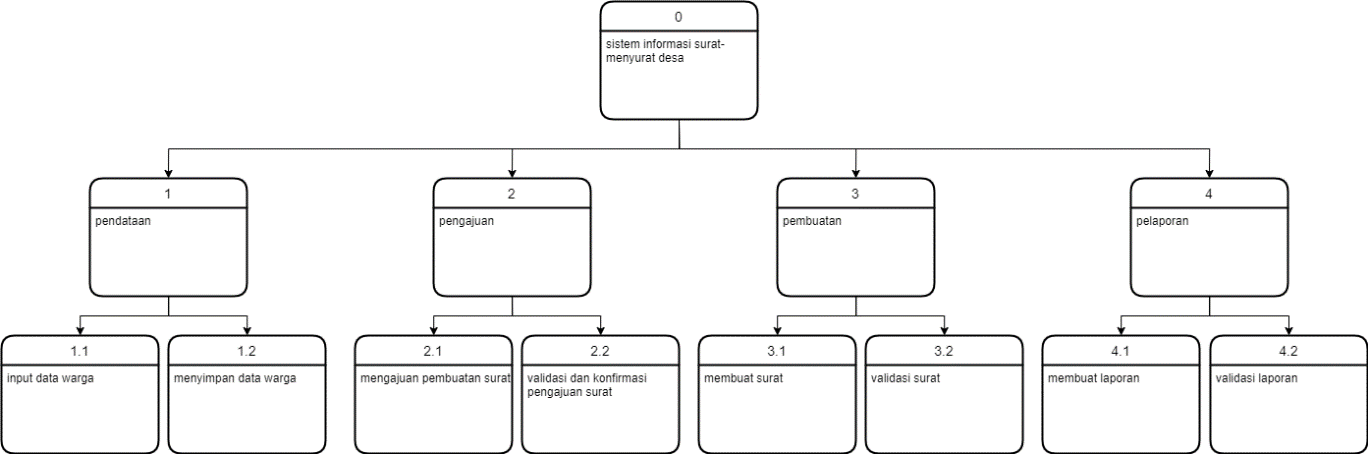 0
sistem informasi surat-
menyurat desa
1
pendataan
2
pengajuan
3
pembuatan
4
pelaporan
1.1
input data warga
1.2
menyimpan data warga
2.1
mengajuan pembuatan surat
2.2
validasi dan konfirmasi
pengajuan surat
3.1
membuat surat
3.2
validasi surat
4.1
membuat laporan
4.2
validasi laporan